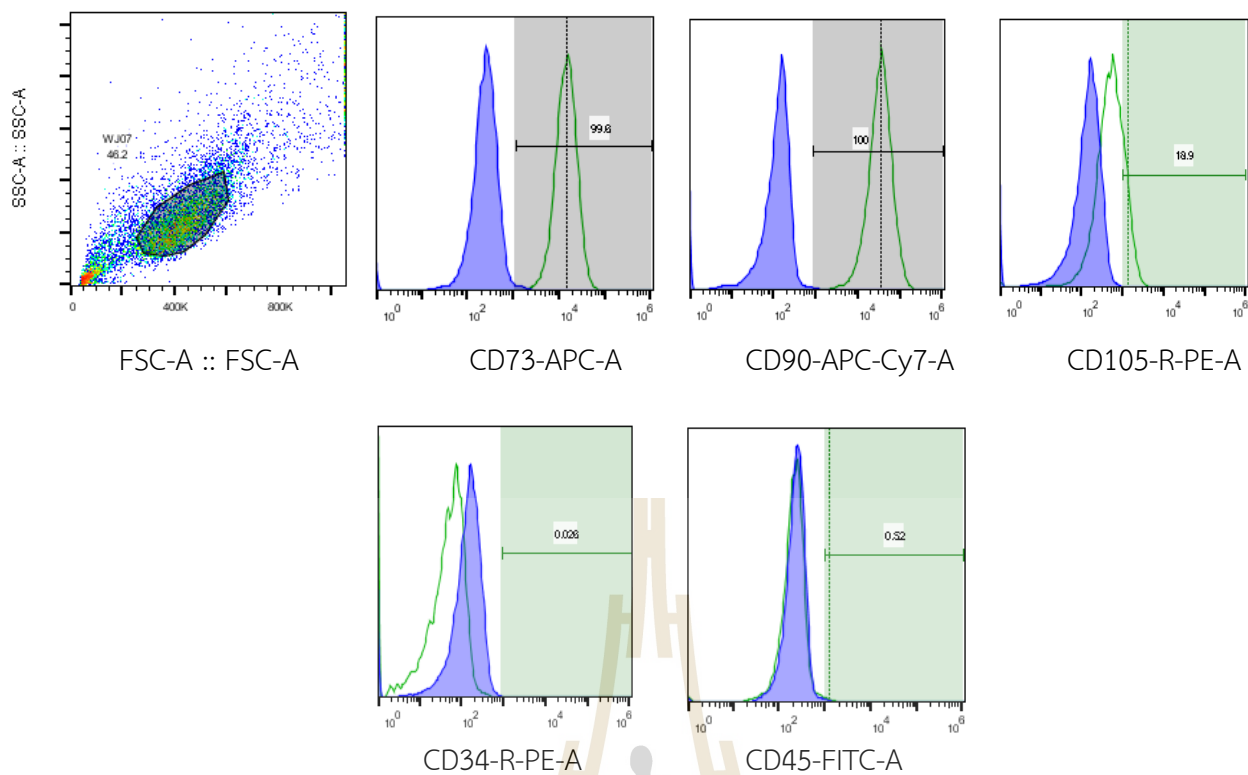 SSC-A :: SSC-A
WJ07
46.2
0 400K 800K
FSC-A :: FSC-A
99.8
10^0 10^2 10^4 10^6
CD73-APC-A
100
10^0 10^2 10^4 10^6
CD90-APC-Cy7-A
18.9
10^0 10^2 10^4 10^6
CD105-R-PE-A
0.026
10^0 10^2 10^4 10^6
CD34-R-PE-A
0.52
10^0 10^2 10^4 10^6
CD45-FITC-A